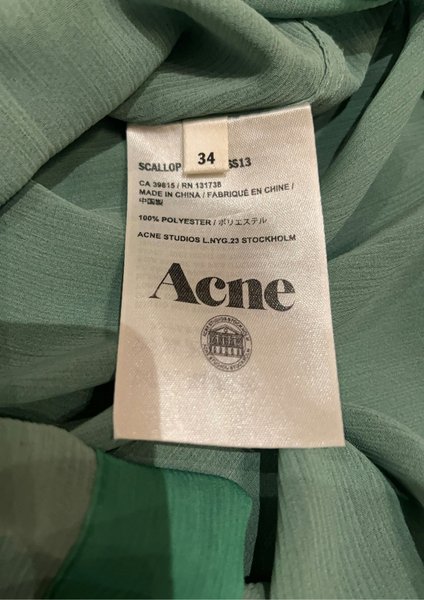 34
SCALLOP SS13
CA 39815 / RN 131738
MADE IN CHINA / FABRIQUÉ EN CHINE /
中国製
100% POLYESTER / ポリエステル
ACNE STUDIOS L.NYG.23 STOCKHOLM
Acne